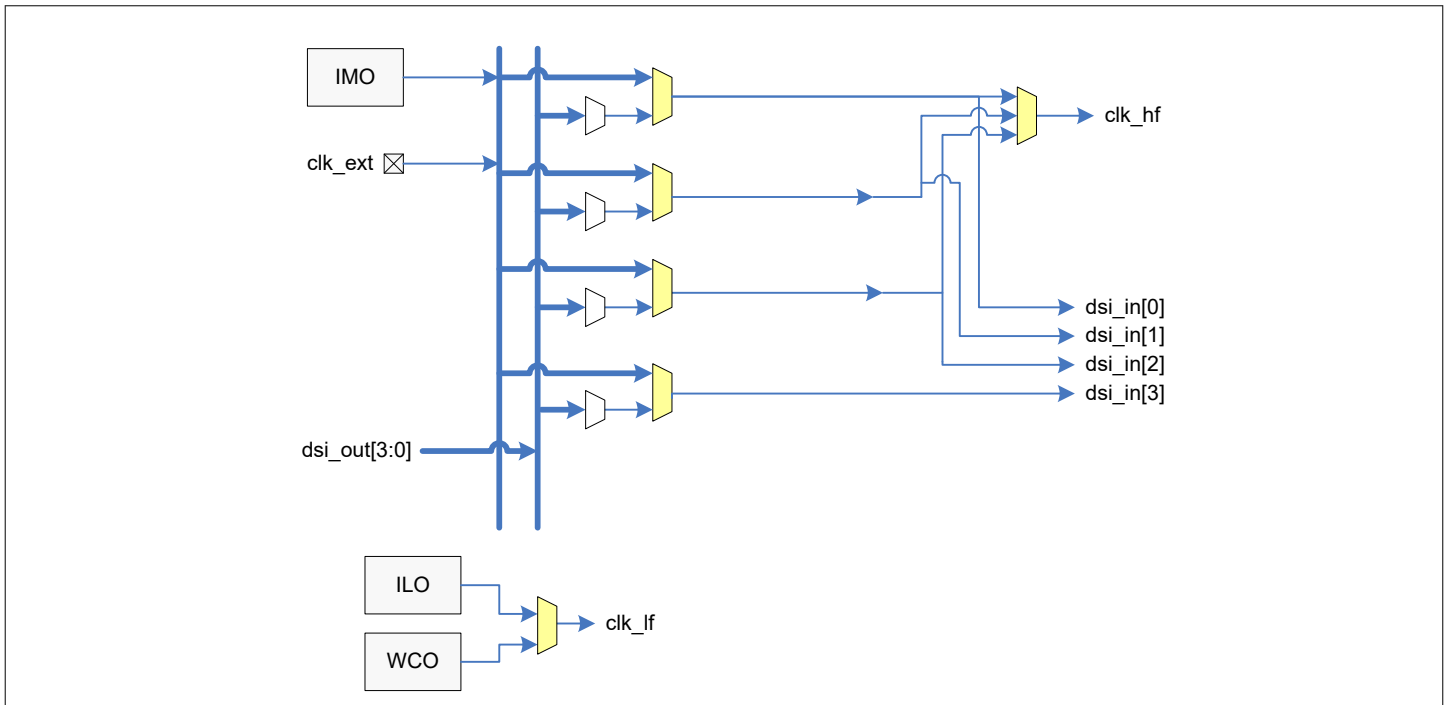 IMO
clk_hf
clk_ext
dsi_in[0]
dsi_in[1]
dsi_in[2]
dsi_in[3]
dsi_out[3:0]
ILO
clk_lf
WCO